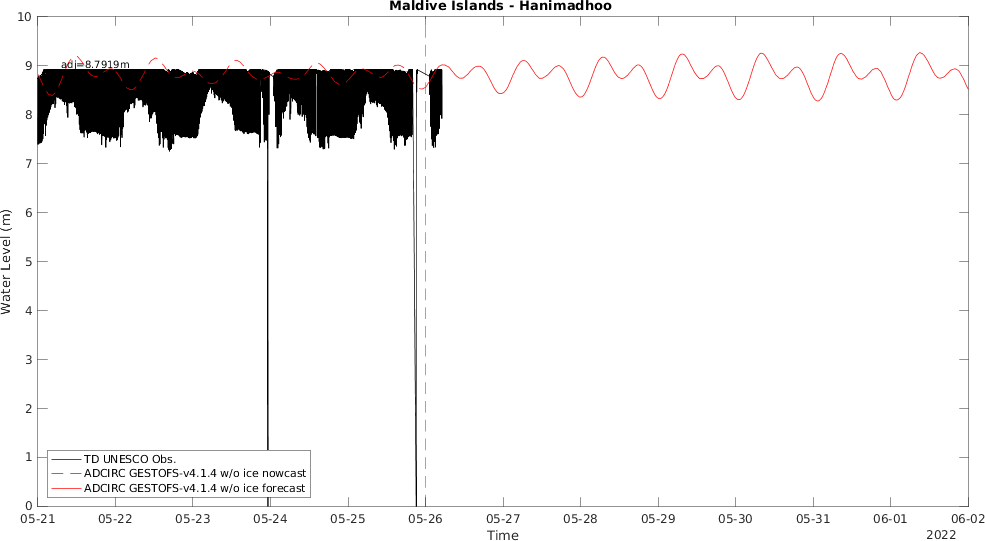 Maldive Islands - Hanimadhoo
10
9
8
7
6
5
4
3
2
1
0
Water Level (m)
adj=8.7919m
TD UNESCO Obs.
ADCIRC GESTOFS-v4.1.4 w/o ice nowcast
ADCIRC GESTOFS-v4.1.4 w/o ice forecast
05-21 05-22 05-23 05-24 05-25 05-26 05-27 05-28 05-29 05-30 05-31 06-01 06-02
Time
2022